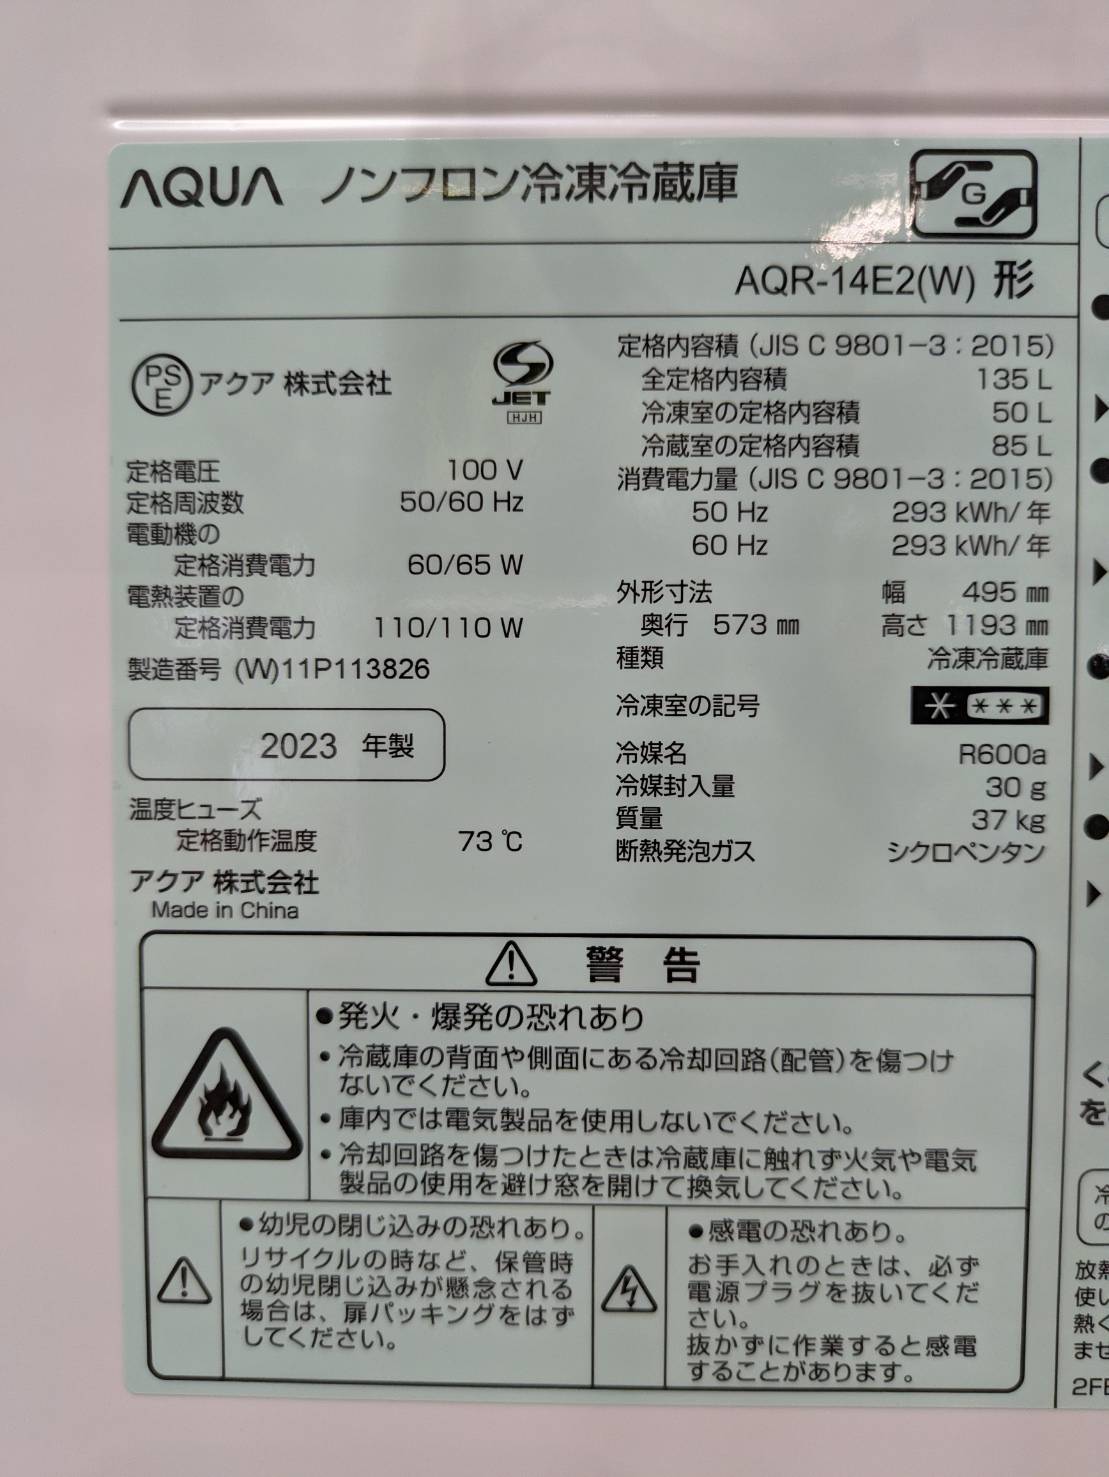 AQUA ノンフロン冷凍冷蔵庫
G
AQR-14E2(W) 形
PS
E
アクア 株式会社
JET
HJH
定格電圧 100 V
定格周波数 50/60 Hz
電動機の
定格消費電力 60/65 W
電熱装置の
定格消費電力 110/110 W
製造番号 (W)11P113826
2023 年製
温度ヒューズ
定格動作温度 73 ℃
アクア 株式会社
Made in China
定格内容積 (JIS C 9801-3：2015)
全定格内容積 135 L
冷凍室の定格内容積 50 L
冷蔵室の定格内容積 85 L
消費電力量 (JIS C 9801-3：2015)
50 Hz 293 kWh/年
60 Hz 293 kWh/年
外形寸法 幅 495 ㎜
奥行 573 ㎜ 高さ 1193 ㎜
種類 冷凍冷蔵庫
冷凍室の記号 * ***
冷媒名 R600a
冷媒封入量 30 g
質量 37 kg
断熱発泡ガス シクロペンタン
警 告
●発火・爆発の恐れあり
・冷蔵庫の背面や側面にある冷却回路(配管)を傷つけ
ないでください。
・庫内では電気製品を使用しないでください。
・冷却回路を傷つけたときは冷蔵庫に触れず火気や電気
製品の使用を避け窓を開けて換気してください。
●幼児の閉じ込みの恐れあり。
リサイクルの時など、保管時
の幼児閉じ込みが懸念される
場合は、扉パッキングをはず
してください。
●感電の恐れあり。
お手入れのときは、必ず
電源プラグを抜いてくだ
さい。
抜かずに作業すると感電
することがあります。
く
を
冷
の
放熱
使い
熱く
ませ
2FE